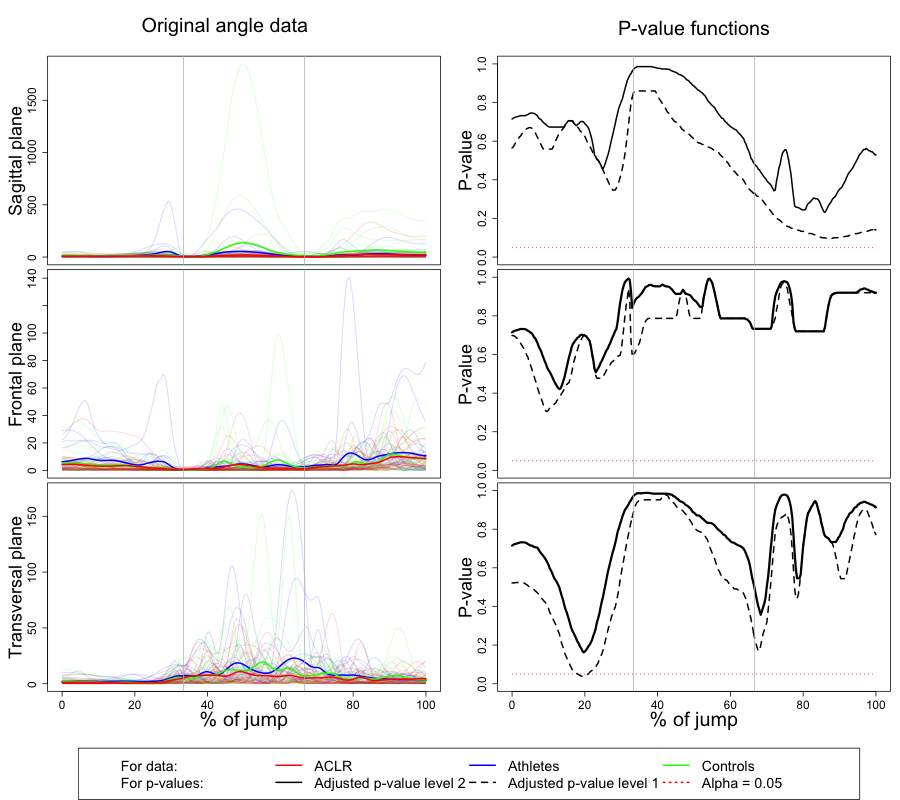 Original angle data
P-value functions
Sagittal plane
0 500 1000 1500
P-value
0.0 0.2 0.4 0.6 0.8 1.0
Frontal plane
0 20 40 60 80 100 140
P-value
0.0 0.2 0.4 0.6 0.8 1.0
Transversal plane
0 50 100 150
P-value
0.0 0.2 0.4 0.6 0.8 1.0
0 20 40 60 80 100
% of jump
0 20 40 60 80 100
% of jump
For data: ACLR Athletes Controls
For p-values: Adjusted p-value level 2 Adjusted p-value level 1 Alpha = 0.05